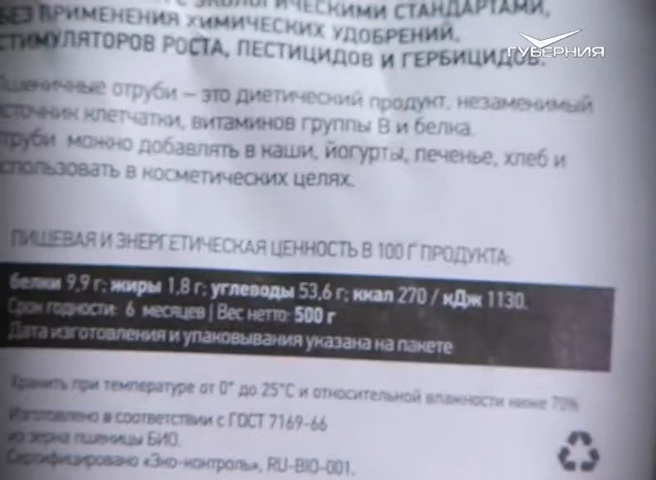 С ЭКОЛОГИЧЕСКИМИ СТАНДАРТАМИ,
БЕЗ ПРИМЕНЕНИЯ ХИМИЧЕСКИХ УДОБРЕНИЙ,
СТИМУЛЯТОРОВ РОСТА, ПЕСТИЦИДОВ И ГЕРБИЦИДОВ.
ГУБЕРНИЯ
Пшеничные отруби – это диетический продукт, незаменимый
источник клетчатки, витаминов группы В и белка.
Отруби можно добавлять в каши, йогурты, печенье, хлеб и
использовать в косметических целях.
ПИЩЕВАЯ И ЭНЕРГЕТИЧЕСКАЯ ЦЕННОСТЬ В 100 Г ПРОДУКТА:
белки 9,9 г; жиры 1,8 г; углеводы 53,6 г; ккал 270 / кДж 1130.
Срок годности: 6 месяцев | Вес нетто: 500 г
Дата изготовления и упаковывания указана на пакете
Хранить при температуре от 0° до 25°С и относительной влажности ниже 70%
Изготовлено в соответствии с ГОСТ 7169-66
из зерна пшеницы БИО.
Сертифицировано «Эко-контроль», RU-BIO-001.